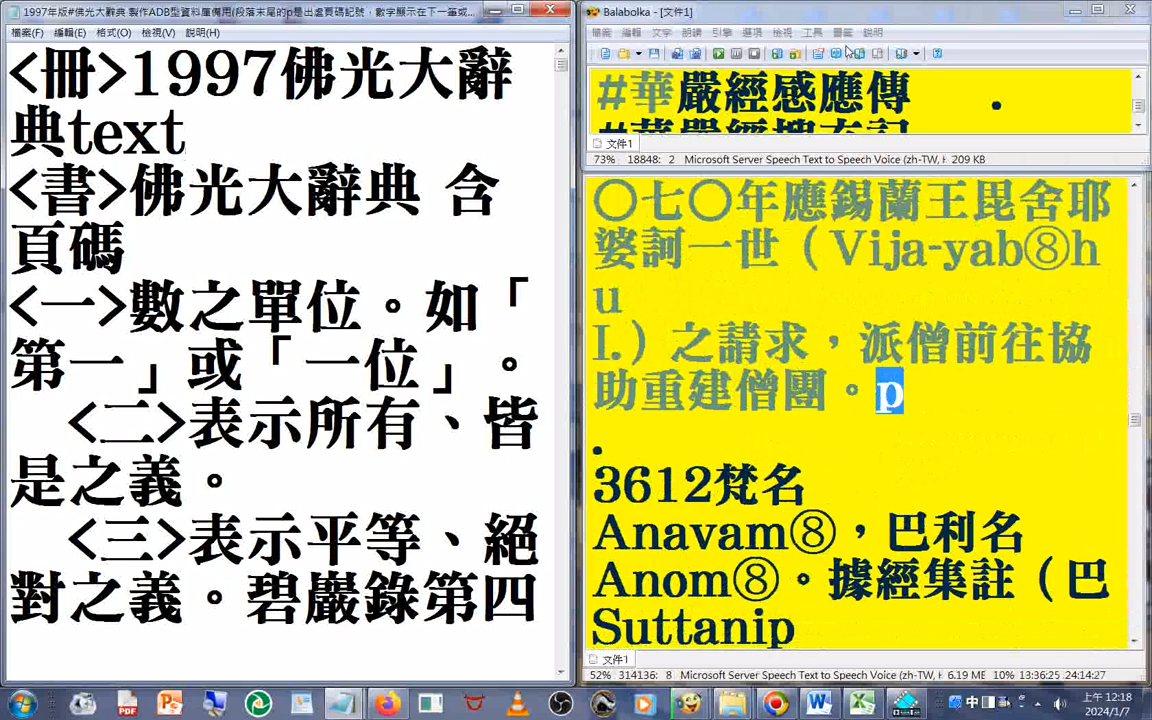 1997年版#佛光大辭典 製作ADB型資料庫備用(段落末尾的p是出處頁碼記號，數字顯示在下一筆或...
檔案(F) 編輯(E) 格式(O) 檢視(V) 說明(H)
<冊>1997佛光大辭
典text
<書>佛光大辭典 含
頁碼
<一>數之單位。如「
第一」或「一位」。
<二>表示所有、皆
是之義。
<三>表示平等、絕
對之義。碧巖錄第四
Balabolka - [文件1]
檔案 編輯 文字 朗讀 引擎 選項 檢視 工具 書籤 說明
#華嚴經感應傳 .
#華嚴經搜玄記
文件1
73% 18848: 2 Microsoft Server Speech Text to Speech Voice (zh-TW, H 209 KB
〇七〇年應錫蘭王毘舍耶
婆訶一世（Vija-yab⑧h
u
I.）之請求，派僧前往協
助重建僧團。p
.
3612梵名
Anavam⑧，巴利名
Anom⑧。據經集註（巴
Suttanip
文件1
52% 314136: 8 Microsoft Server Speech Text to Speech Voice (zh-TW, H 6.19 ME 10% 13:36:25 24:14:27
中
上午 12:18
2024/1/7